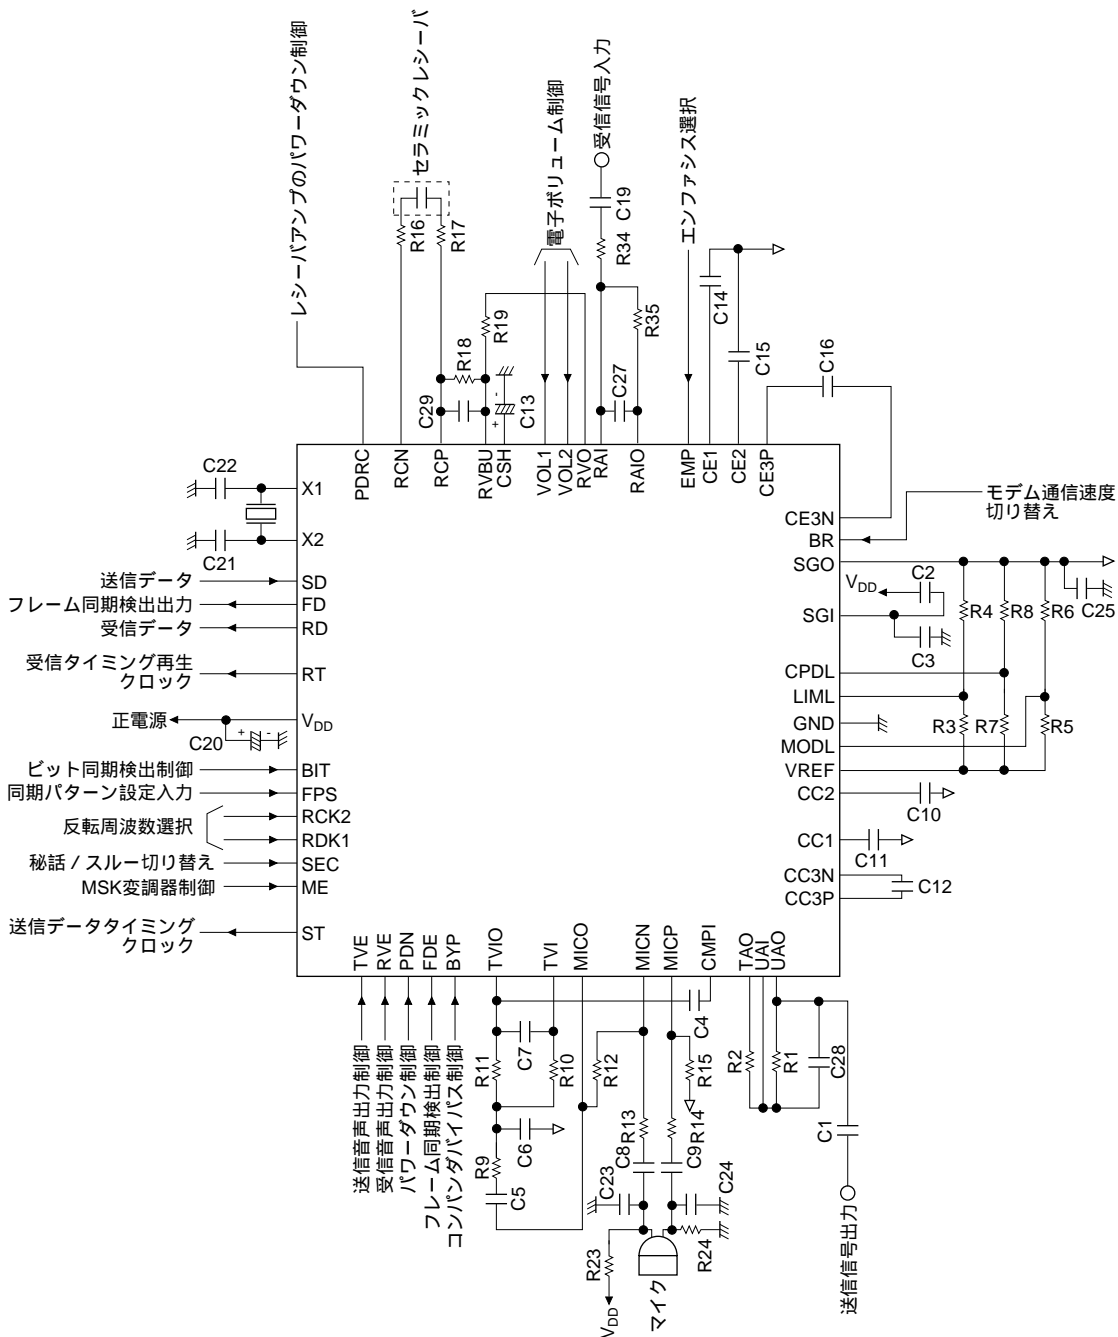 レシーバアンプのパワーダウン制御
セラミックレシーバ
R16
R17
電子ボリューム制御
受信信号入力
C19
R34
R35
エンファシス選択
C14
C15
C16
R19
R18
C29
+
-
C13
C27
C22
C21
PDRC
RCN
RCP
RVBU
CSH
VOL1
VOL2
RVO
RAI
RAIO
EMP
CE1
CE2
CE3P
X1
X2
SD
FD
RD
RT
VDD
BIT
FPS
RCK2
RDK1
SEC
ME
ST
送信データ
フレーム同期検出出力
受信データ
受信タイミング再生
クロック
正電源
C20
+
-
ビット同期検出制御
同期パターン設定入力
反転周波数選択
秘話 / スルー切り替え
MSK変調器制御
送信データタイミング
クロック
CE3N
BR
SGO
SGI
CPDL
LIML
GND
MODL
VREF
CC2
CC1
CC3N
CC3P
モデム通信速度
切り替え
VDD
C2
C3
R4
R8
R6
C25
R3
R7
R5
C10
C11
C12
TVE
RVE
PDN
FDE
BYP
TVIO
TVI
MICO
MICN
MICP
CMPI
TAO
UAI
UAO
送信音声出力制御
受信音声出力制御
パワーダウン制御
フレーム同期検出制御
コンパンダバイパス制御
R11
C7
R10
R12
C4
R15
R9
C6
C5
R13
R14
C8
C9
C23
C24
R23
R24
VDD
マイク
R2
R1
C28
C1
送信信号出力